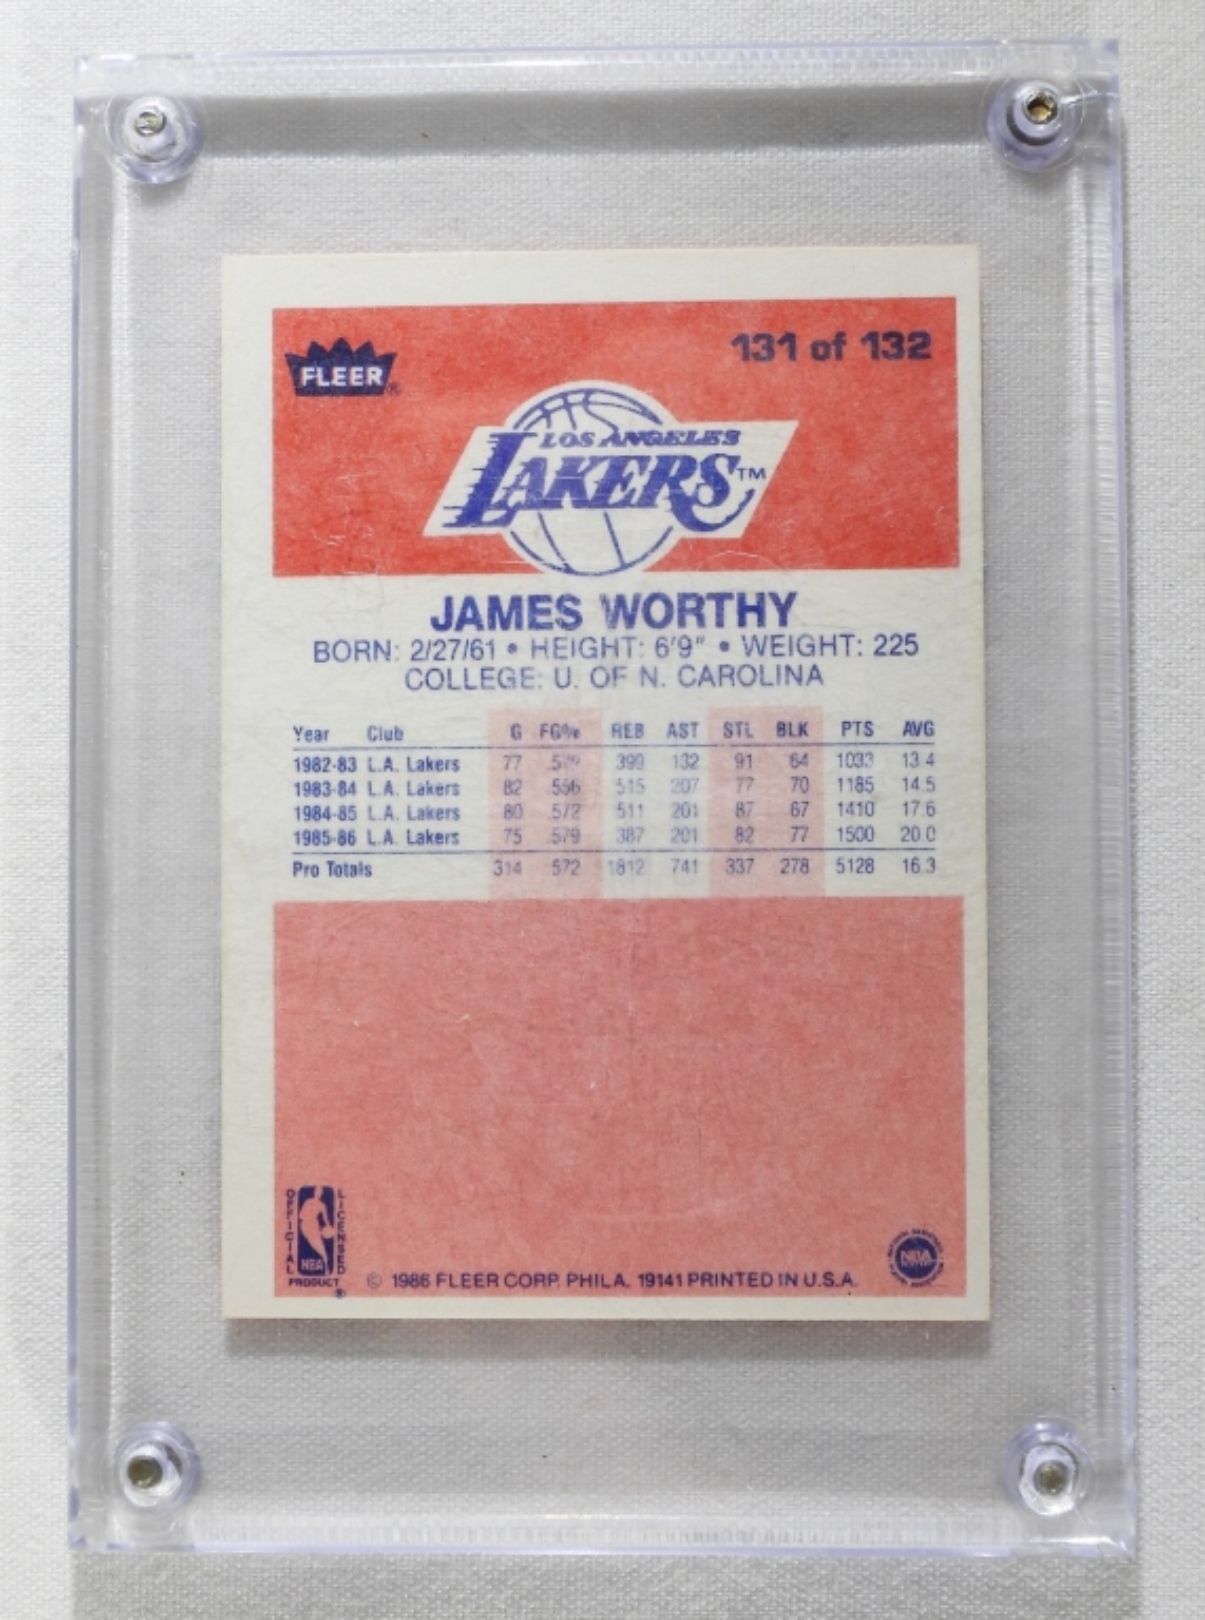 131 of 132
FLEER®
LOS ANGELES
LAKERS™
JAMES WORTHY
BORN: 2/27/61 • HEIGHT: 6'9" • WEIGHT: 225
COLLEGE: U. OF N. CAROLINA
Year Club G FG% REB AST STL BLK PTS AVG
1982-83 L.A. Lakers 77 .579 399 132 91 64 1033 13.4
1983-84 L.A. Lakers 82 .556 515 207 77 70 1185 14.5
1984-85 L.A. Lakers 80 .572 511 201 87 67 1410 17.6
1985-86 L.A. Lakers 75 .579 387 201 82 77 1500 20.0
Pro Totals 314 .572 1812 741 337 278 5128 16.3
OFFICIAL LICENSED
NBA
PRODUCT ®
© 1986 FLEER CORP. PHILA. 19141 PRINTED IN U.S.A.
NBA